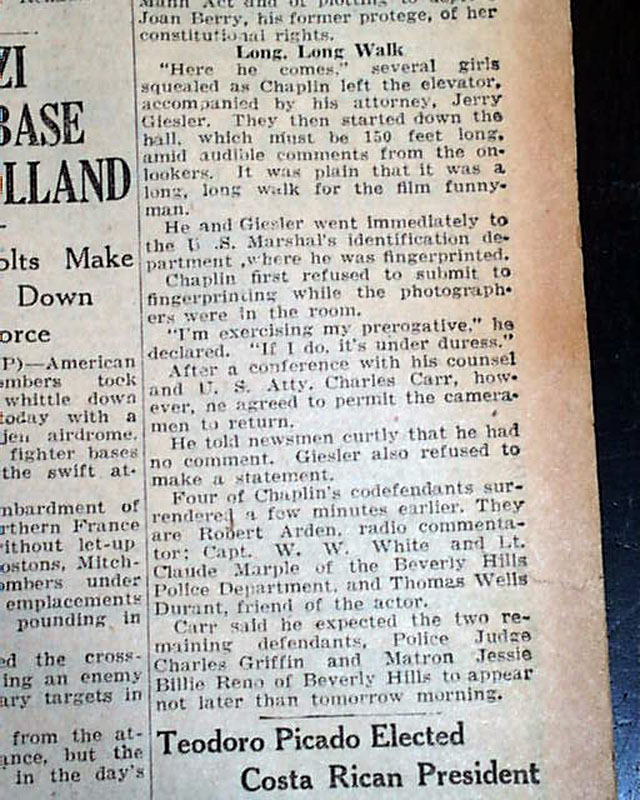 ZI
BASE
LLAND
olts Make
Down
orce
P)—American
mbers took
whittle down
today with a
jen airdrome,
fighter bases
the swift at-
mbardment of
rthern France
ithout let-up
ostons, Mitch-
mbers under
emplacements
pounding in
ed the cross-
ing an enemy
ary targets in
from the at-
ance, but the
in the day's
Mann Act and of plotting to
Joan Berry, his former protege, of her
constitutional rights.
Long, Long Walk
"Here he comes," several girls
squealed as Chaplin left the elevator,
accompanied by his attorney, Jerry
Giesler. They then started down the
hall, which must be 150 feet long,
amid audible comments from the on-
lookers. It was plain that it was a
long, long walk for the film funny-
man.
He and Giesler went immediately to
the U .S. Marshal's identification de-
partment ,where he was fingerprinted.
Chaplin first refused to submit to
fingerprinting while the photograph-
ers were in the room.
"I'm exercising my prerogative," he
declared. "If I do, it's under duress."
After a conference with his counsel
and U. S. Atty. Charles Carr, how-
ever, he agreed to permit the camera-
men to return.
He told newsmen curtly that he had
no comment. Giesler also refused to
make a statement.
Four of Chaplin's codefendants sur-
rendered a few minutes earlier. They
are Robert Arden, radio commenta-
tor; Capt. W. W. White and Lt.
Claude Marple of the Beverly Hills
Police Department, and Thomas Wells
Durant, friend of the actor.
Carr said he expected the two re-
maining defendants, Police Judge
Charles Griffin and Matron Jessie
Billie Reno of Beverly Hills to appear
not later than tomorrow morning.
Teodoro Picado Elected
Costa Rican President